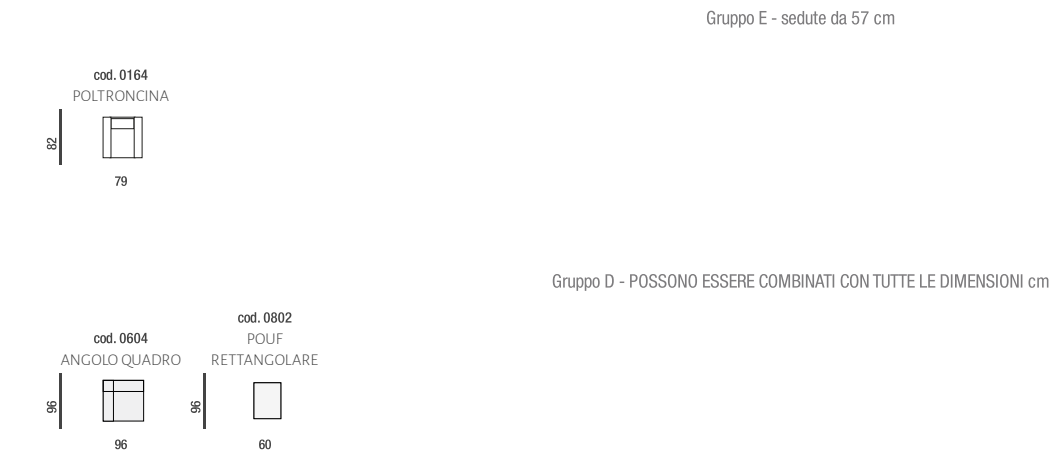 Gruppo E - sedute da 57 cm
cod. 0164
POLTRONCINA
82
79
Gruppo D - POSSONO ESSERE COMBINATI CON TUTTE LE DIMENSIONI cm
cod. 0604
ANGOLO QUADRO
96
96
cod. 0802
POUF
RETTANGOLARE
96
60